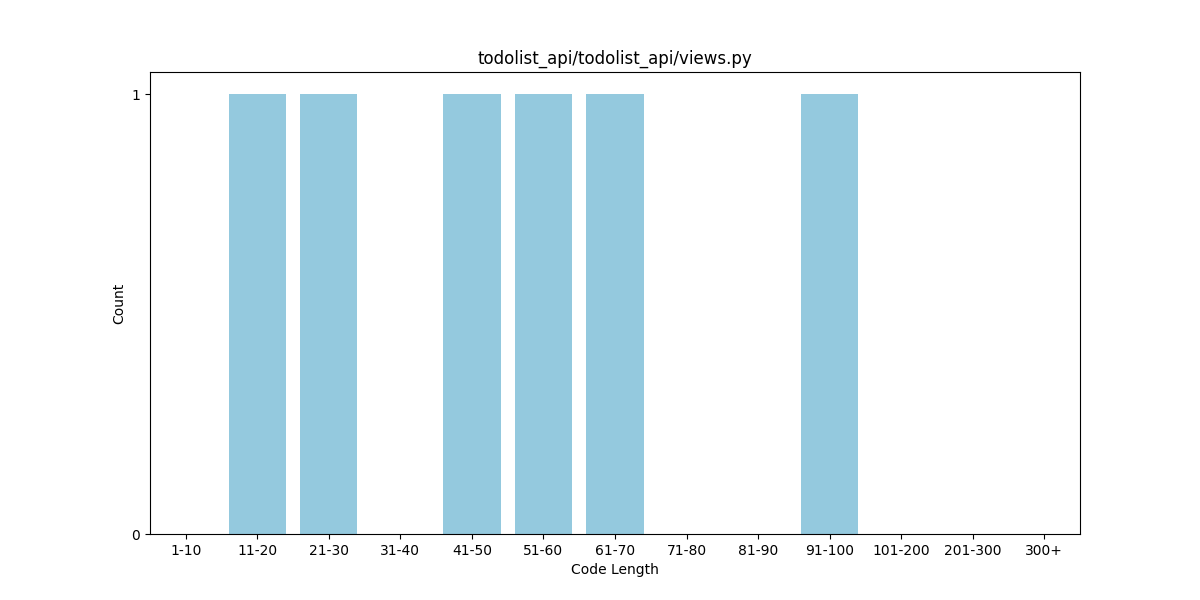 todolist_api/todolist_api/views.py
1
0
Count
1-10 11-20 21-30 31-40 41-50 51-60 61-70 71-80 81-90 91-100 101-200 201-300 300+
Code Length